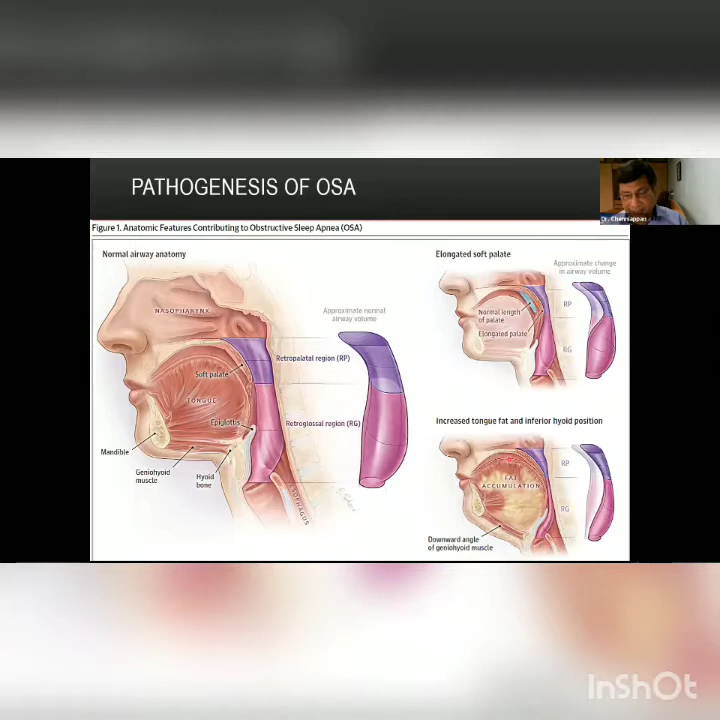 PATHOGENESIS OF OSA
Dr. Chenniappan
Figure 1. Anatomic Features Contributing to Obstructive Sleep Apnea (OSA)
Normal airway anatomy
NASOPHARYNX
Approximate normal
airway volume
Soft palate
Retropalatal region (RP)
TONGUE
Epiglottis
Retroglossal region (RG)
Mandible
Geniohyoid
muscle
Hyoid
bone
ESOPHAGUS
Elongated soft palate
Approximate change
in airway volume
Normal length
of palate
Elongated palate
RP
RG
Increased tongue fat and inferior hyoid position
FAT
ACCUMULATION
RP
RG
Downward angle
of geniohyoid muscle
InShOt